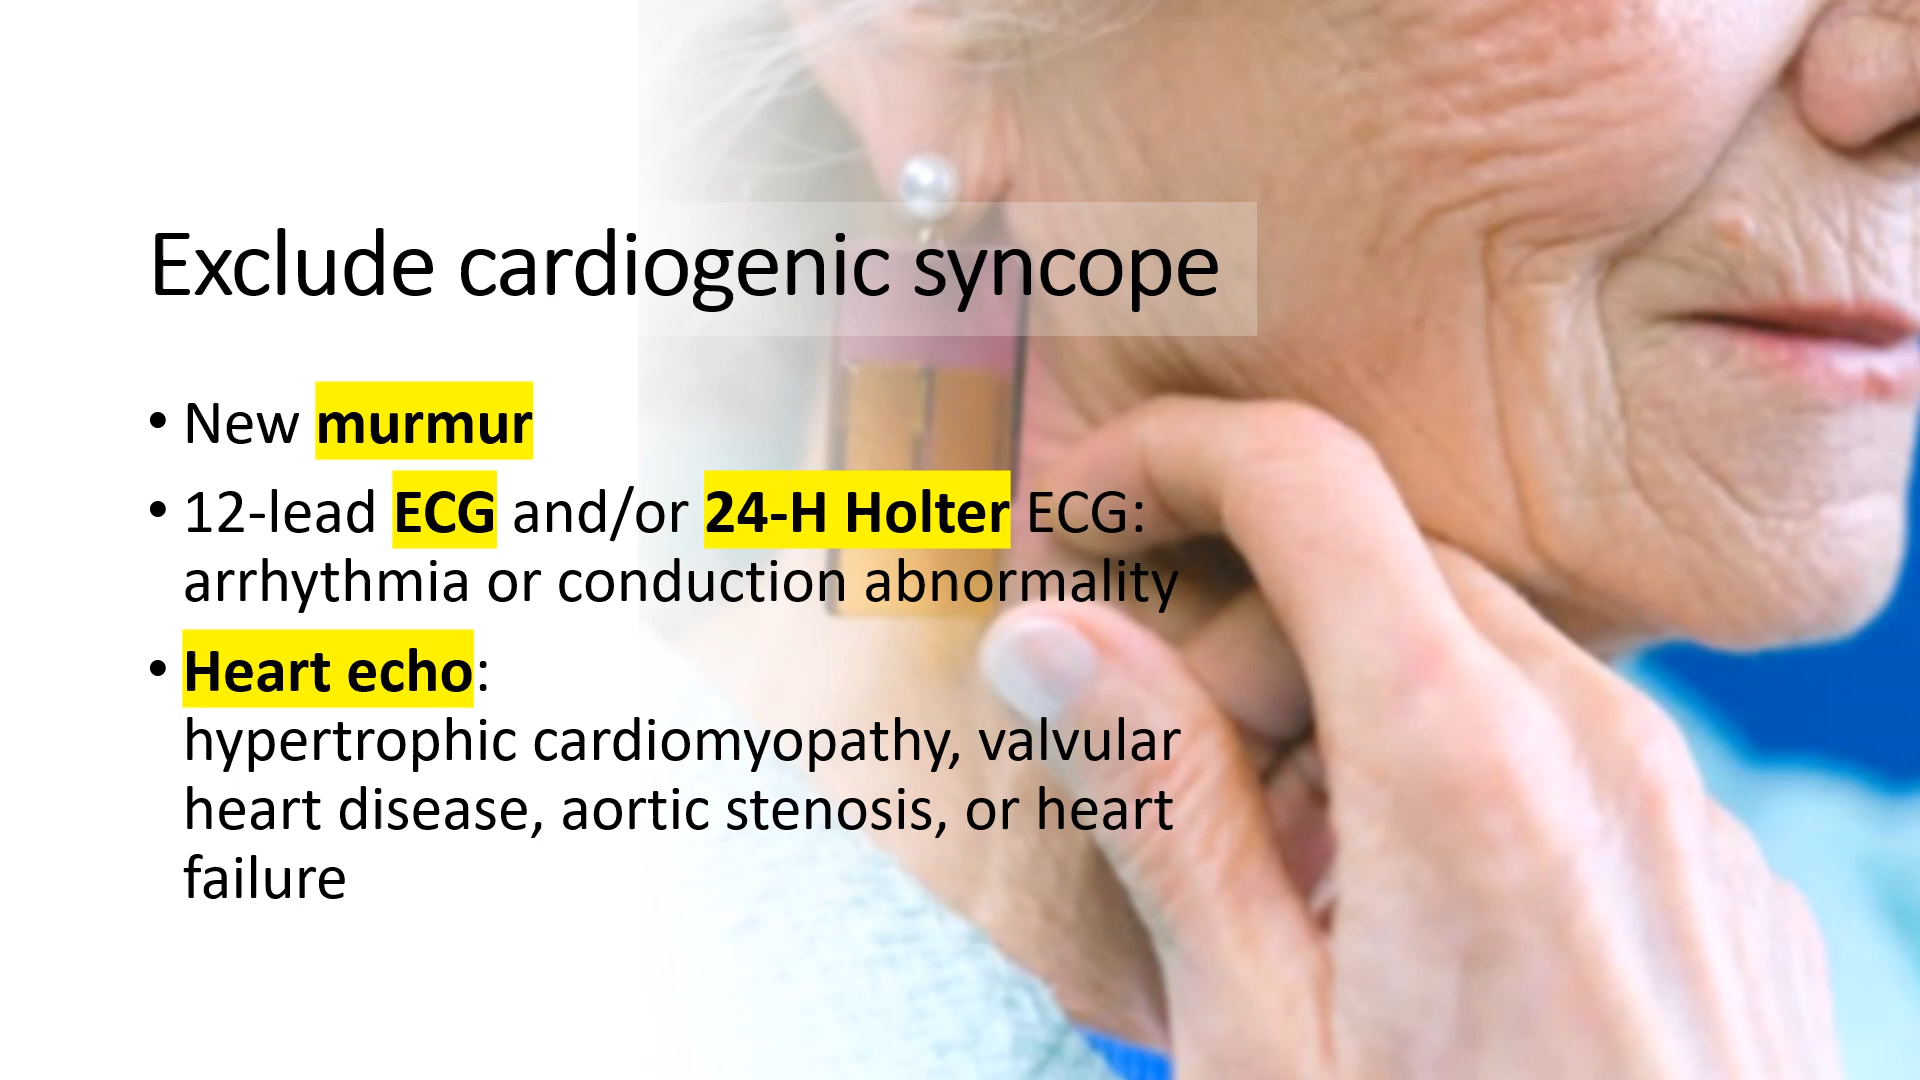 Exclude cardiogenic syncope
• New murmur
• 12-lead ECG and/or 24-H Holter ECG:
arrhythmia or conduction abnormality
• Heart echo:
hypertrophic cardiomyopathy, valvular
heart disease, aortic stenosis, or heart
failure